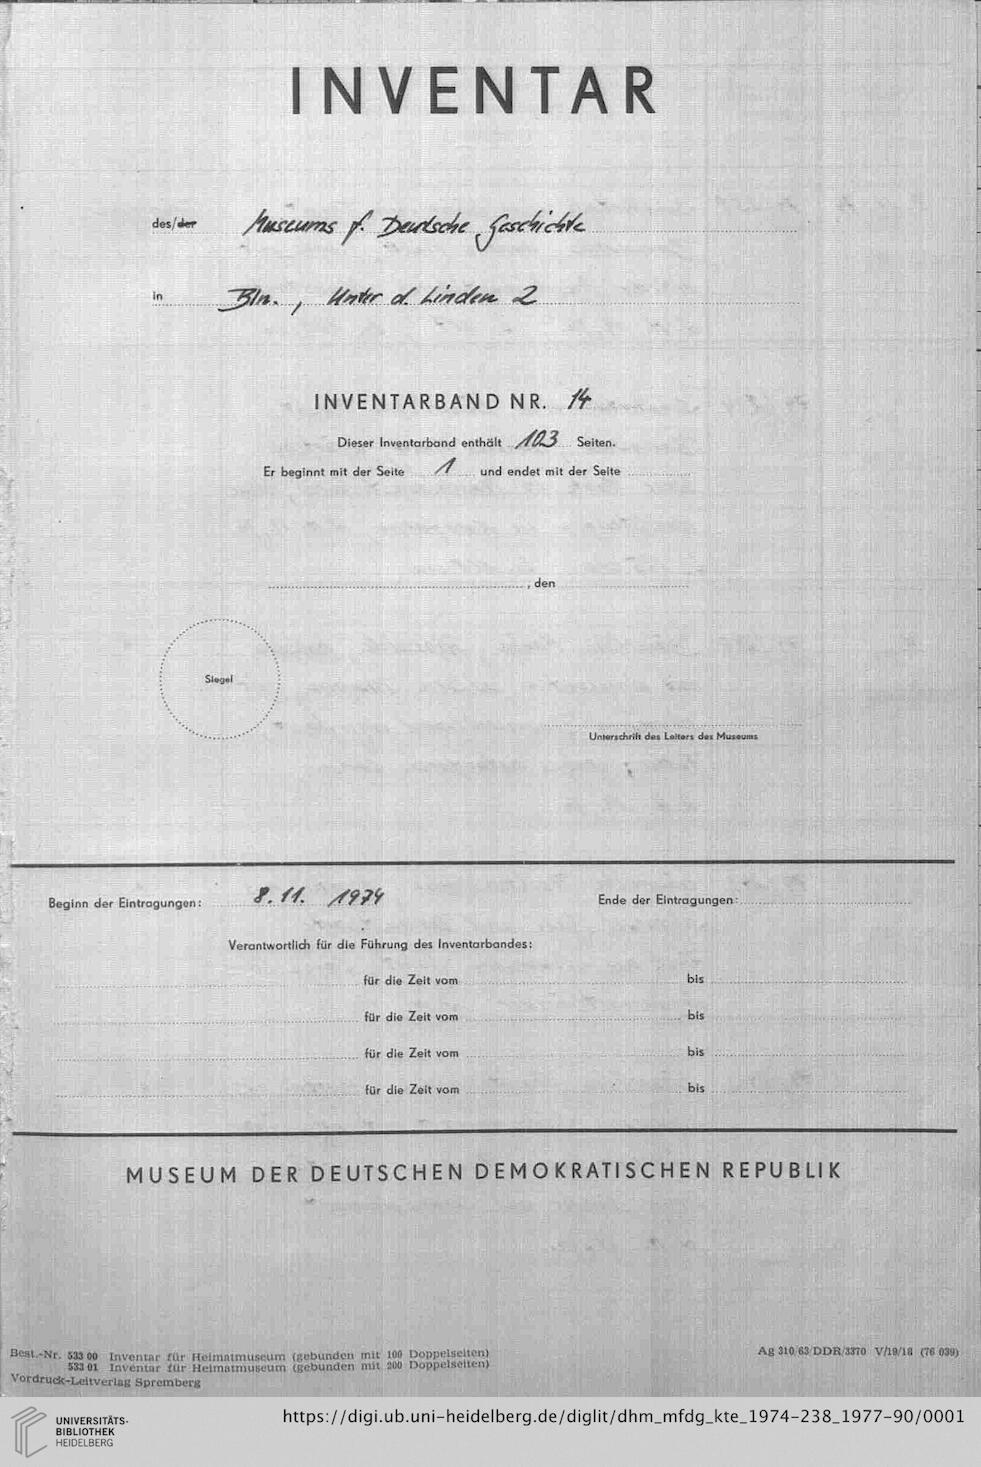 INVENTAR
des/der Museums f. Deutsche Geschichte
in Bln., Unter d. Linden 2
INVENTARBAND NR. 14
Dieser Inventarband enthält 103 Seiten.
Er beginnt mit der Seite 1 und endet mit der Seite
, den
Siegel
Unterschrift des Leiters des Museums
Beginn der Eintragungen: 8. 11. 1974 Ende der Eintragungen:
Verantwortlich für die Führung des Inventarbandes:
für die Zeit vom bis
für die Zeit vom bis
für die Zeit vom bis
für die Zeit vom bis
MUSEUM DER DEUTSCHEN DEMOKRATISCHEN REPUBLIK
Best.-Nr. 533 00 Inventar für Heimatmuseum (gebunden mit 100 Doppelseiten)
533 01 Inventar für Heimatmuseum (gebunden mit 200 Doppelseiten)
Vordruck-Leitverlag Spremberg
Ag 310/63/DDR/3370 V/19/18 (76 039)
UNIVERSITÄTS-
BIBLIOTHEK
HEIDELBERG
https://digi.ub.uni-heidelberg.de/diglit/dhm_mfdg_kte_1974-238_1977-90/0001